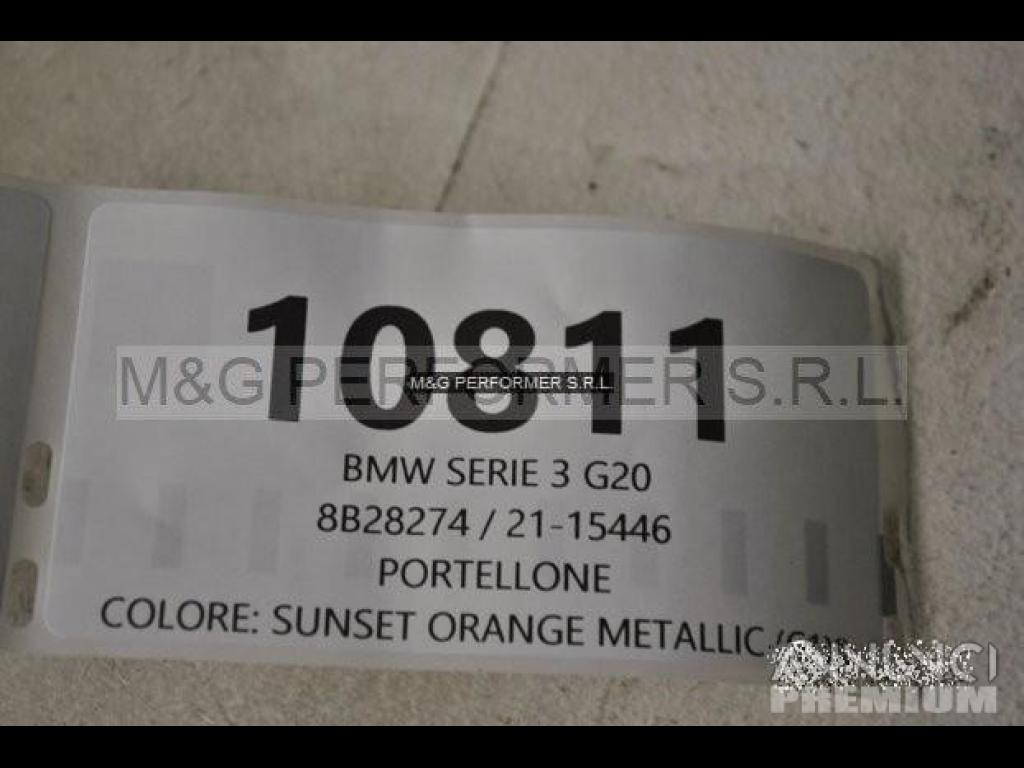 10811
M&G PERFORMER S.R.L.
M&G PERFORMER S.R.L.
BMW SERIE 3 G20
8B28274 / 21-15446
PORTELLONE
COLORE: SUNSET ORANGE METALLIC
PREMIUM